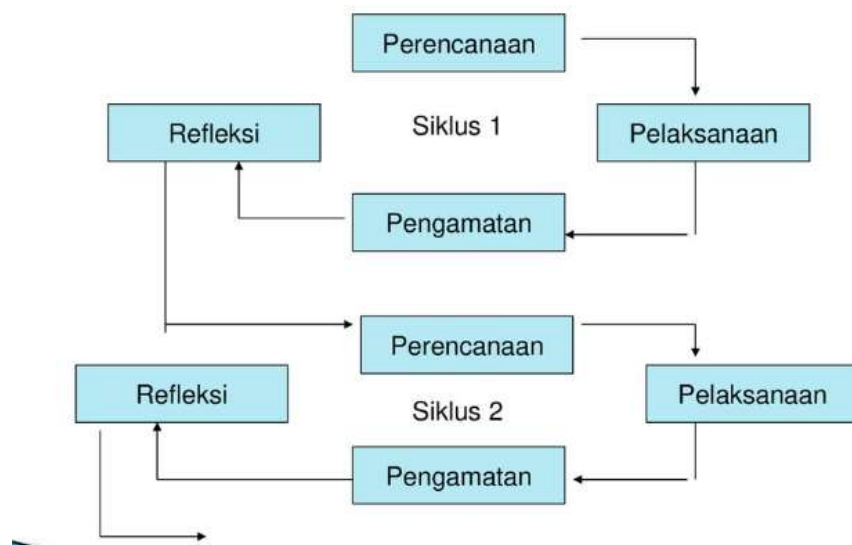 Perencanaan
Refleksi
Siklus 1
Pelaksanaan
Pengamatan
Perencanaan
Refleksi
Siklus 2
Pelaksanaan
Pengamatan